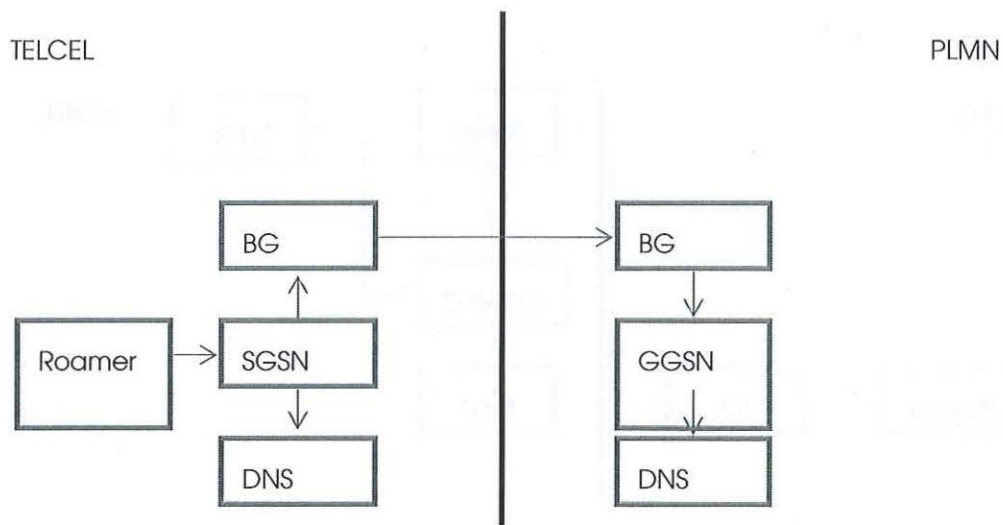 TELCEL
PLMN
BG
BG
Roamer
SGSN
GGSN
DNS
DNS